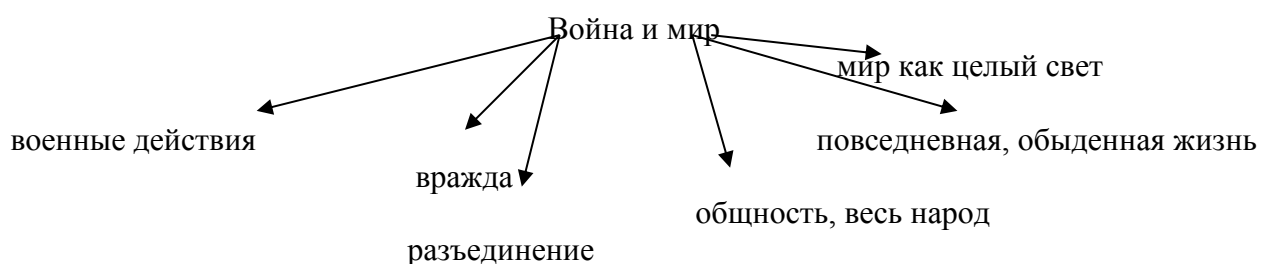 Война и мир
мир как целый свет
военные действия
повседневная, обыденная жизнь
вражда
общность, весь народ
разъединение